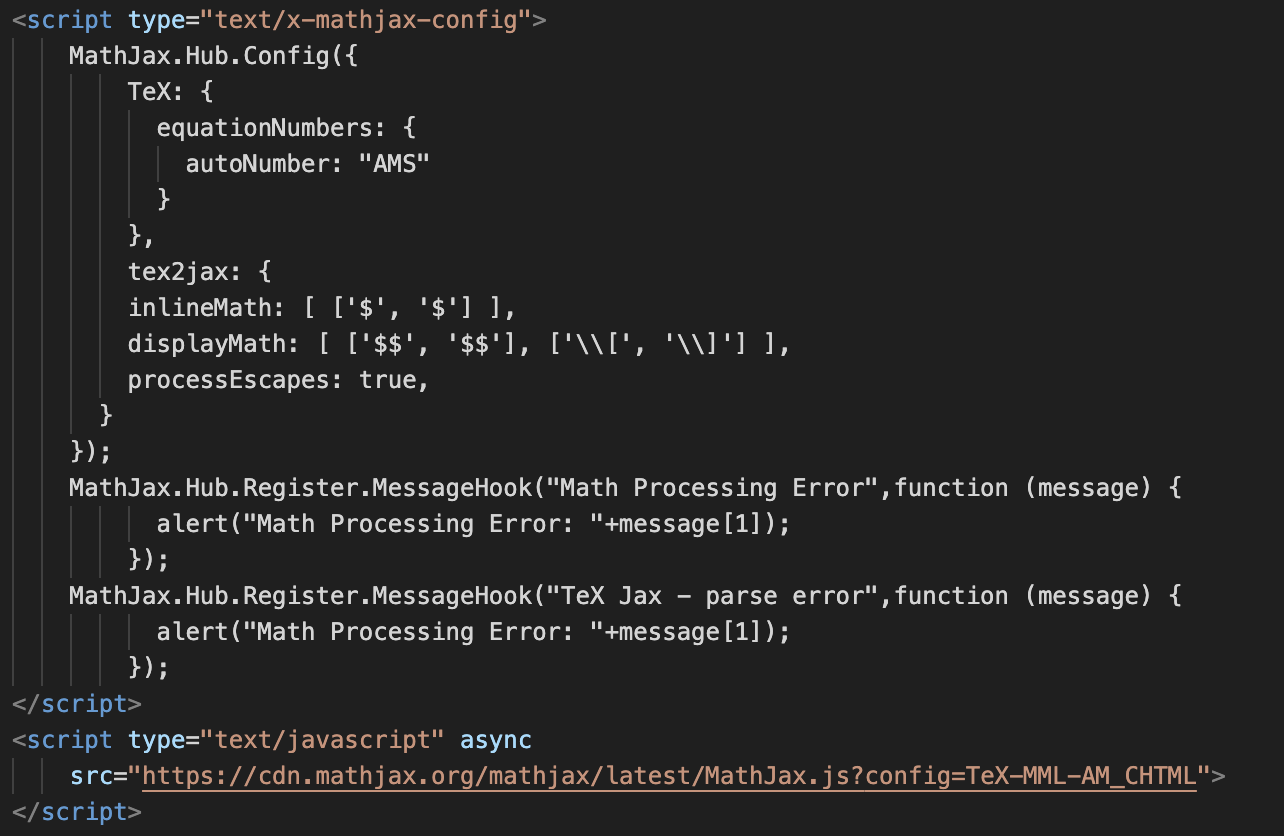 <script type="text/x-mathjax-config">
    MathJax.Hub.Config({
        TeX: {
          equationNumbers: {
            autoNumber: "AMS"
          }
        },
        tex2jax: {
        inlineMath: [ ['$', '$'] ],
        displayMath: [ ['$$', '$$'], ['\\[', '\\]'] ],
        processEscapes: true,
      }
    });
    MathJax.Hub.Register.MessageHook("Math Processing Error",function (message) {
          alert("Math Processing Error: "+message[1]);
        });
    MathJax.Hub.Register.MessageHook("TeX Jax - parse error",function (message) {
          alert("Math Processing Error: "+message[1]);
        });
</script>
<script type="text/javascript" async
    src="https://cdn.mathjax.org/mathjax/latest/MathJax.js?config=TeX-MML-AM_CHTML">
</script>